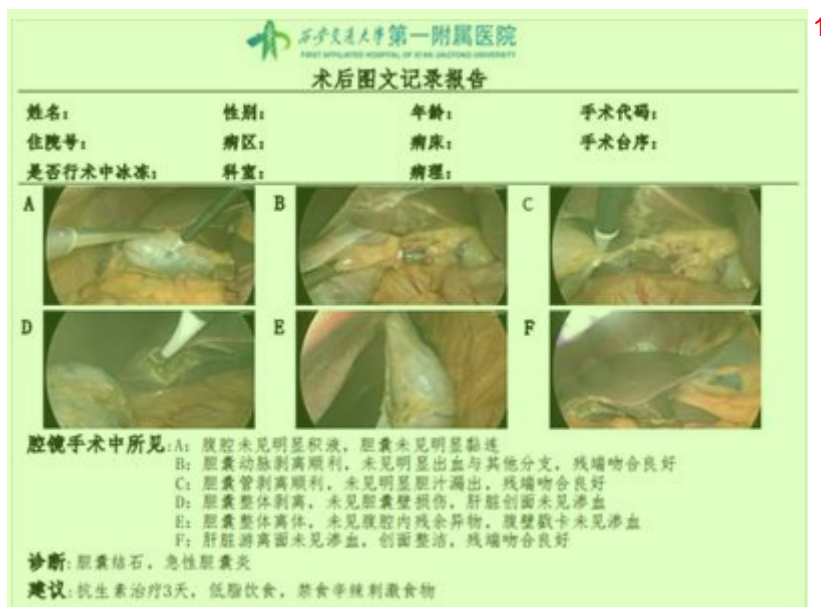 1
西安交通大学第一附属医院
FIRST AFFILIATED HOSPITAL OF XI'AN JIAOTONG UNIVERSITY
术后图文记录报告
姓名： 性别： 年龄： 手术代码：
住院号： 病区： 病床： 手术台序：
是否行术中冰冻： 科室： 病理：
A B C
D E F
腔镜手术中所见:A: 腹腔未见明显积液，胆囊未见明显黏连
B: 胆囊动脉剥离顺利，未见明显出血与其他分支，残端吻合良好
C: 胆囊管剥离顺利，未见明显胆汁漏出，残端吻合良好
D: 胆囊整体剥离，未见胆囊壁损伤，肝脏创面未见渗血
E: 胆囊整体离体，未见腹腔内残余异物，腹壁戳卡未见渗血
F: 肝脏游离面未见渗血，创面整洁，残端吻合良好
诊断:胆囊结石，急性胆囊炎
建议:抗生素治疗3天，低脂饮食，禁食辛辣刺激食物